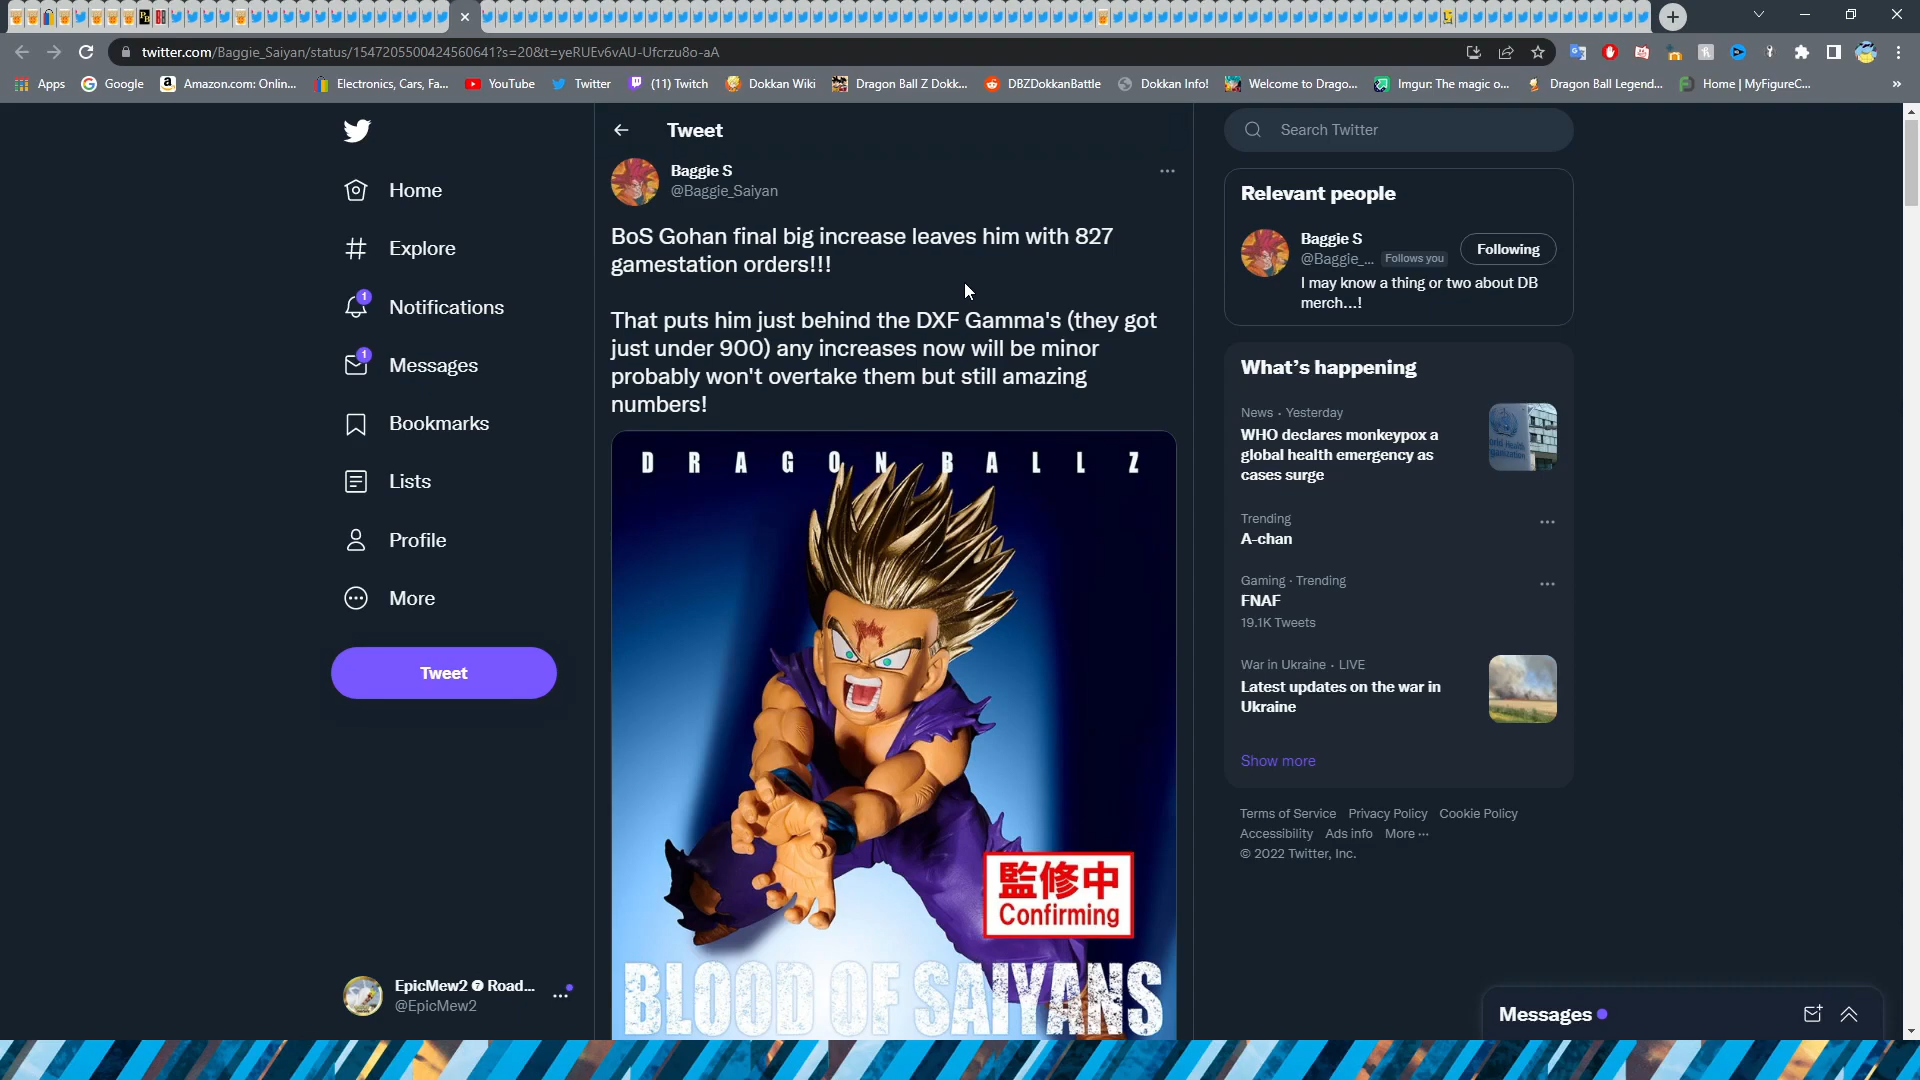 twitter.com/Baggie_Saiyan/status/1547205500424560641?s=20&t=yeRUEv6vAU-Ufcrzu8o-aA
Apps
Google
Amazon.com: Onlin...
Electronics, Cars, Fa...
YouTube
Twitter
(11) Twitch
Dokkan Wiki
Dragon Ball Z Dokk...
DBZDokkanBattle
Dokkan Info!
Welcome to Drago...
Imgur: The magic o...
Dragon Ball Legend...
Home | MyFigureC...
»
Home
Explore
1
Notifications
1
Messages
Bookmarks
Lists
Profile
More
Tweet
EpicMew2 7 Road...
@EpicMew2
Tweet
Baggie S
@Baggie_Saiyan
BoS Gohan final big increase leaves him with 827
gamestation orders!!!
That puts him just behind the DXF Gamma's (they got
just under 900) any increases now will be minor
probably won't overtake them but still amazing
numbers!
DRAGON BALL Z
監修中
Confirming
BLOOD OF SAIYANS
Search Twitter
Relevant people
Baggie S
@Baggie_... Follows you
Following
I may know a thing or two about DB
merch...!
What's happening
News · Yesterday
WHO declares monkeypox a
global health emergency as
cases surge
Trending
A-chan
Gaming · Trending
FNAF
19.1K Tweets
War in Ukraine · LIVE
Latest updates on the war in
Ukraine
Show more
Terms of Service Privacy Policy Cookie Policy
Accessibility Ads info More ···
© 2022 Twitter, Inc.
Messages